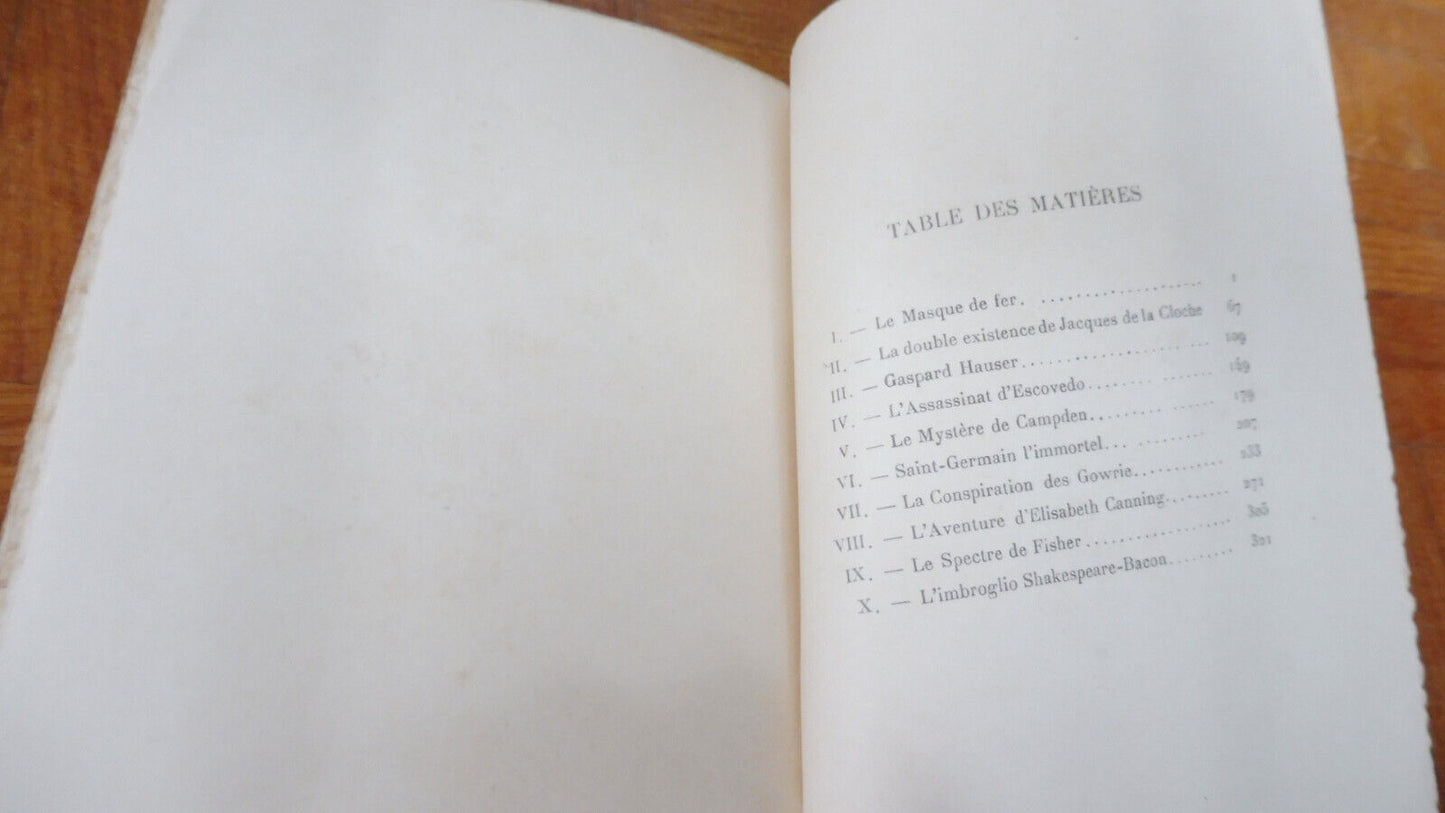 TABLE DES MATIÈRES
I. — Le Masque de fer. .................... 1
II. — La double existence de Jacques de la Cloche 67
III. — Gaspard Hauser.................... 109
IV. — L'Assassinat d'Escovedo........ ....... 149
V. — Le Mystère de Campden......... ...... 179
VI. — Saint-Germain l'immortel... ......... 207
VII. — La Conspiration des Gowrie............ 233
VIII. — L'Aventure d'Elisabeth Canning......... 271
IX. — Le Spectre de Fisher.................. 305
X. — L'imbroglio Shakespeare-Bacon.......... 321